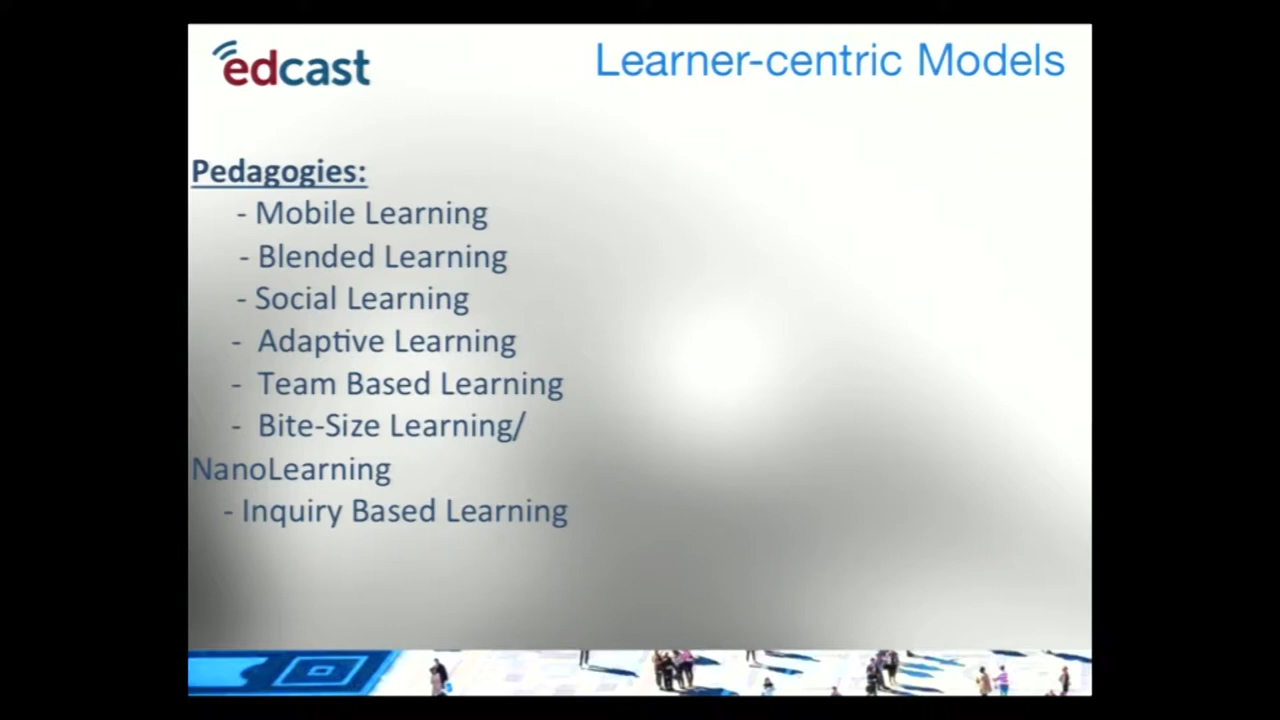 edcast
Learner-centric Models
Pedagogies:
- Mobile Learning
- Blended Learning
- Social Learning
- Adaptive Learning
- Team Based Learning
- Bite-Size Learning/
NanoLearning
- Inquiry Based Learning